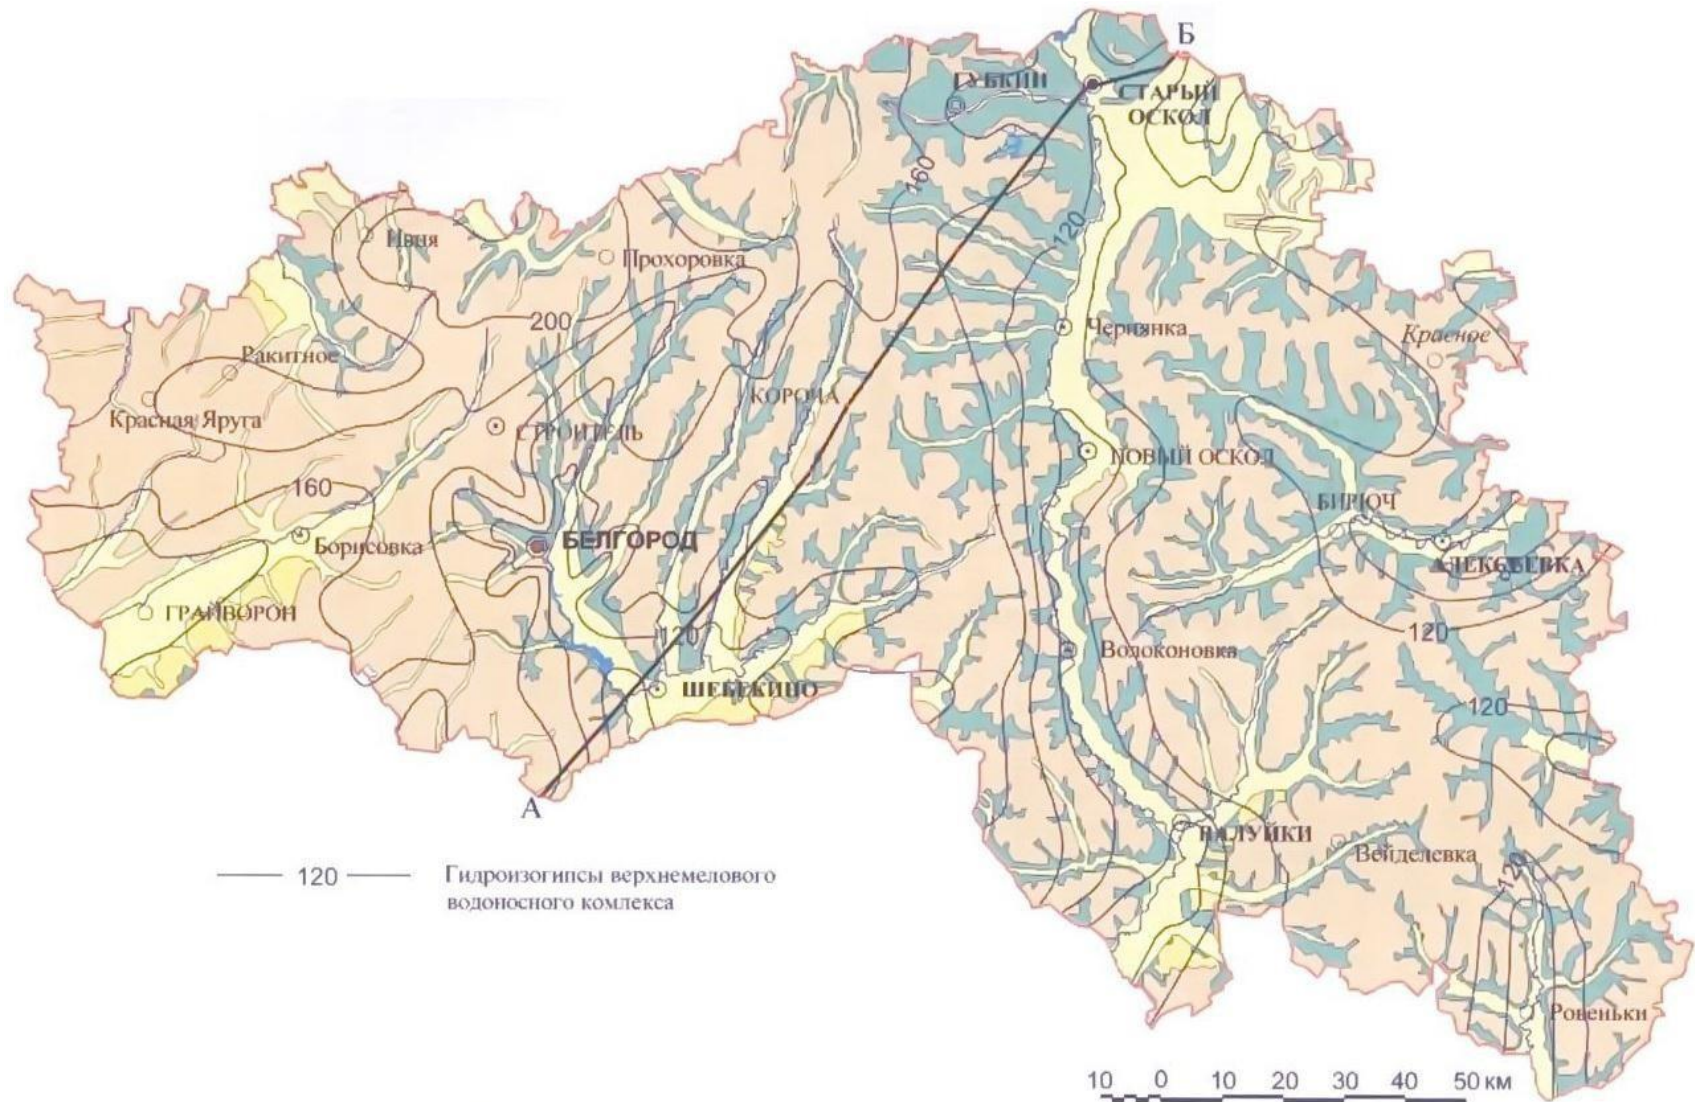 Б
ГУБКИН
СТАРЫЙ
ОСКОЛ
160
120
Ивня
Прохоровка
200
Чернянка
Красное
Ракитное
КОРОЧА
Красная Яруга
СТРОИТЕЛЬ
НОВЫЙ ОСКОЛ
160
БИРЮЧ
БЕЛГОРОД
Борисовка
АЛЕКСЕЕВКА
ГРАЙВОРОН
120
120
Волоконовка
ШЕБЕКИНО
120
А
ВАЛУЙКИ
Вейделевка
120
120
Гидроизогипсы верхнемелового
водоносного комлекса
Ровеньки
10 0 10 20 30 40 50 км